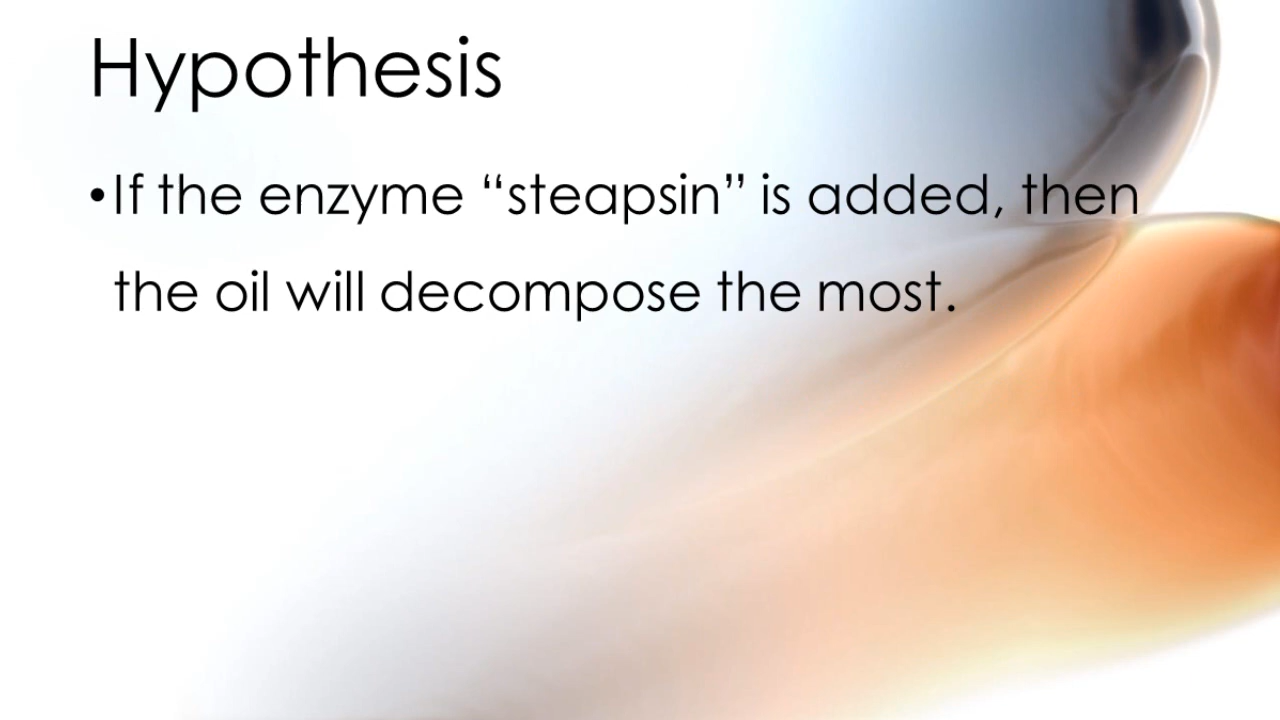 Hypothesis
•If the enzyme “steapsin” is added, then
the oil will decompose the most.